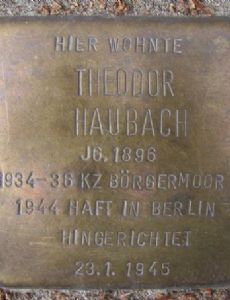 HIER WOHNTE
THEODOR
HAUBACH
JG. 1896
1934-36 KZ BÖRGERMOOR
1944 HAFT IN BERLIN
HINGERICHTET
23.1.1945